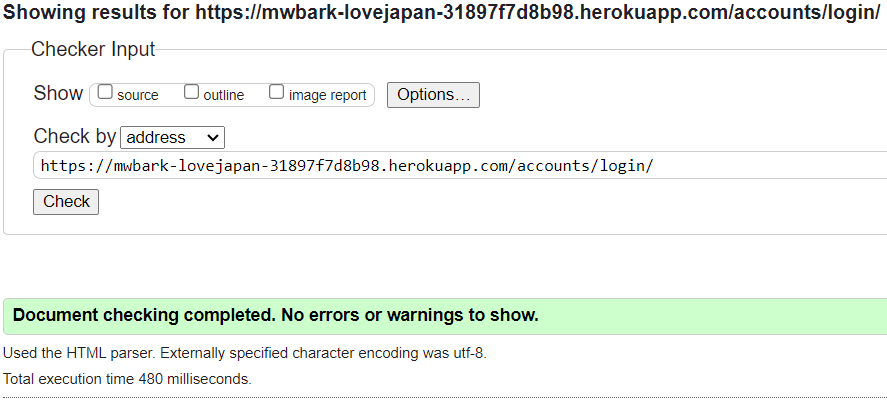 Showing results for https://mwbark-lovejapan-31897f7d8b98.herokuapp.com/accounts/login/
Checker Input
Show source outline image report Options...
Check by address
https://mwbark-lovejapan-31897f7d8b98.herokuapp.com/accounts/login/
Check
Document checking completed. No errors or warnings to show.
Used the HTML parser. Externally specified character encoding was utf-8.
Total execution time 480 milliseconds.